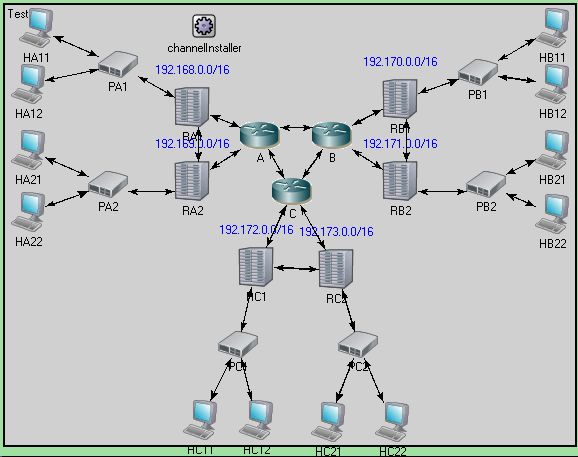 Test
channelInstaller
HA11
HA12
PA1
192.168.0.0/16
RA1
192.169.0.0/16
A
B
192.170.0.0/16
RB1
192.171.0.0/16
PB1
HB11
HB12
HA21
HA22
PA2
RA2
C
RB2
PB2
HB21
HB22
192.172.0.0/16
192.173.0.0/16
HC1
RC2
PC1
PC2
HC11
HC12
HC21
HC22